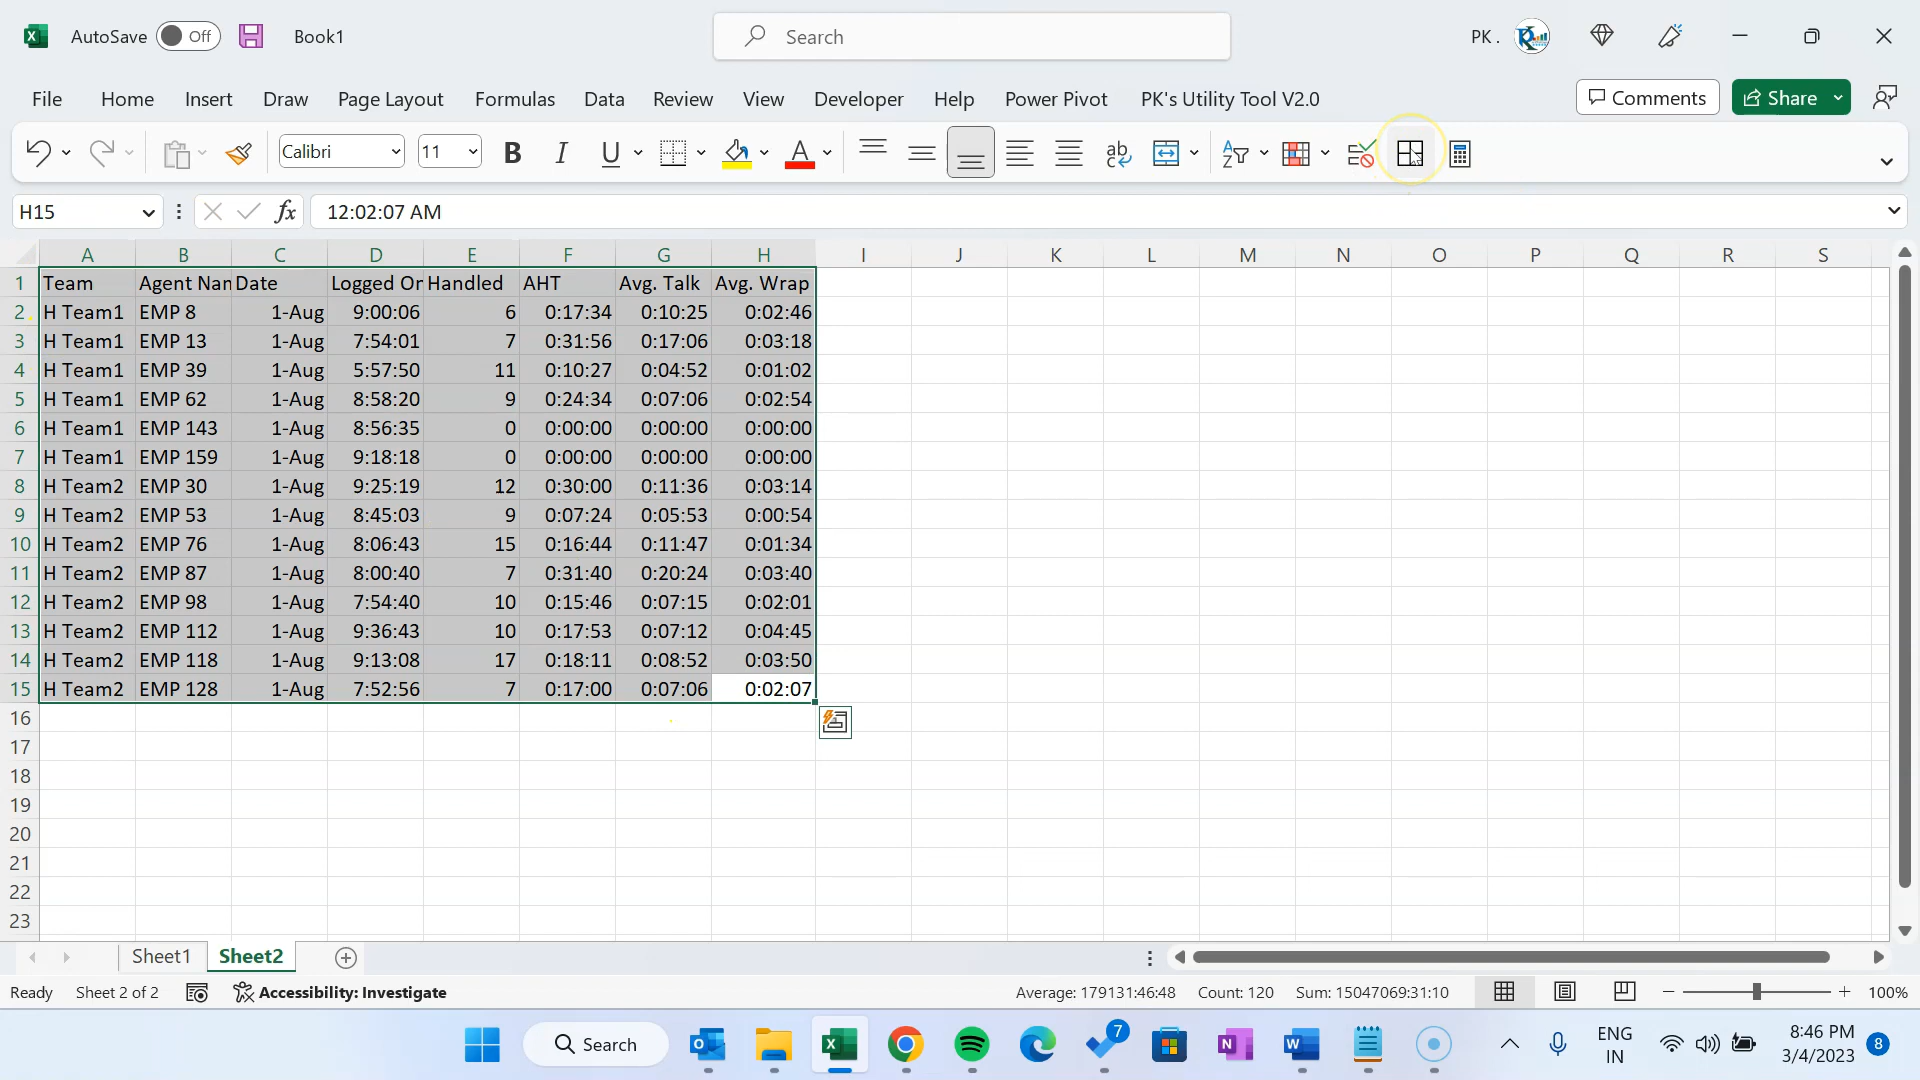 AutoSave Off Book1 Search PK .
File Home Insert Draw Page Layout Formulas Data Review View Developer Help Power Pivot PK's Utility Tool V2.0 Comments Share
Calibri 11 B I U A ab
H15 fx 12:02:07 AM
A B C D E F G H I J K L M N O P Q R S
1 Team Agent Nan Date Logged Or Handled AHT Avg. Talk Avg. Wrap
2 H Team1 EMP 8 1-Aug 9:00:06 6 0:17:34 0:10:25 0:02:46
3 H Team1 EMP 13 1-Aug 7:54:01 7 0:31:56 0:17:06 0:03:18
4 H Team1 EMP 39 1-Aug 5:57:50 11 0:10:27 0:04:52 0:01:02
5 H Team1 EMP 62 1-Aug 8:58:20 9 0:24:34 0:07:06 0:02:54
6 H Team1 EMP 143 1-Aug 8:56:35 0 0:00:00 0:00:00 0:00:00
7 H Team1 EMP 159 1-Aug 9:18:18 0 0:00:00 0:00:00 0:00:00
8 H Team2 EMP 30 1-Aug 9:25:19 12 0:30:00 0:11:36 0:03:14
9 H Team2 EMP 53 1-Aug 8:45:03 9 0:07:24 0:05:53 0:00:54
10 H Team2 EMP 76 1-Aug 8:06:43 15 0:16:44 0:11:47 0:01:34
11 H Team2 EMP 87 1-Aug 8:00:40 7 0:31:40 0:20:24 0:03:40
12 H Team2 EMP 98 1-Aug 7:54:40 10 0:15:46 0:07:15 0:02:01
13 H Team2 EMP 112 1-Aug 9:36:43 10 0:17:53 0:07:12 0:04:45
14 H Team2 EMP 118 1-Aug 9:13:08 17 0:18:11 0:08:52 0:03:50
15 H Team2 EMP 128 1-Aug 7:52:56 7 0:17:00 0:07:06 0:02:07
16
17
18
19
20
21
22
23
Sheet1 Sheet2
Ready Sheet 2 of 2 Accessibility: Investigate Average: 179131:46:48 Count: 120 Sum: 15047069:31:10 100%
Search 7 ENG IN 8:46 PM 3/4/2023 8